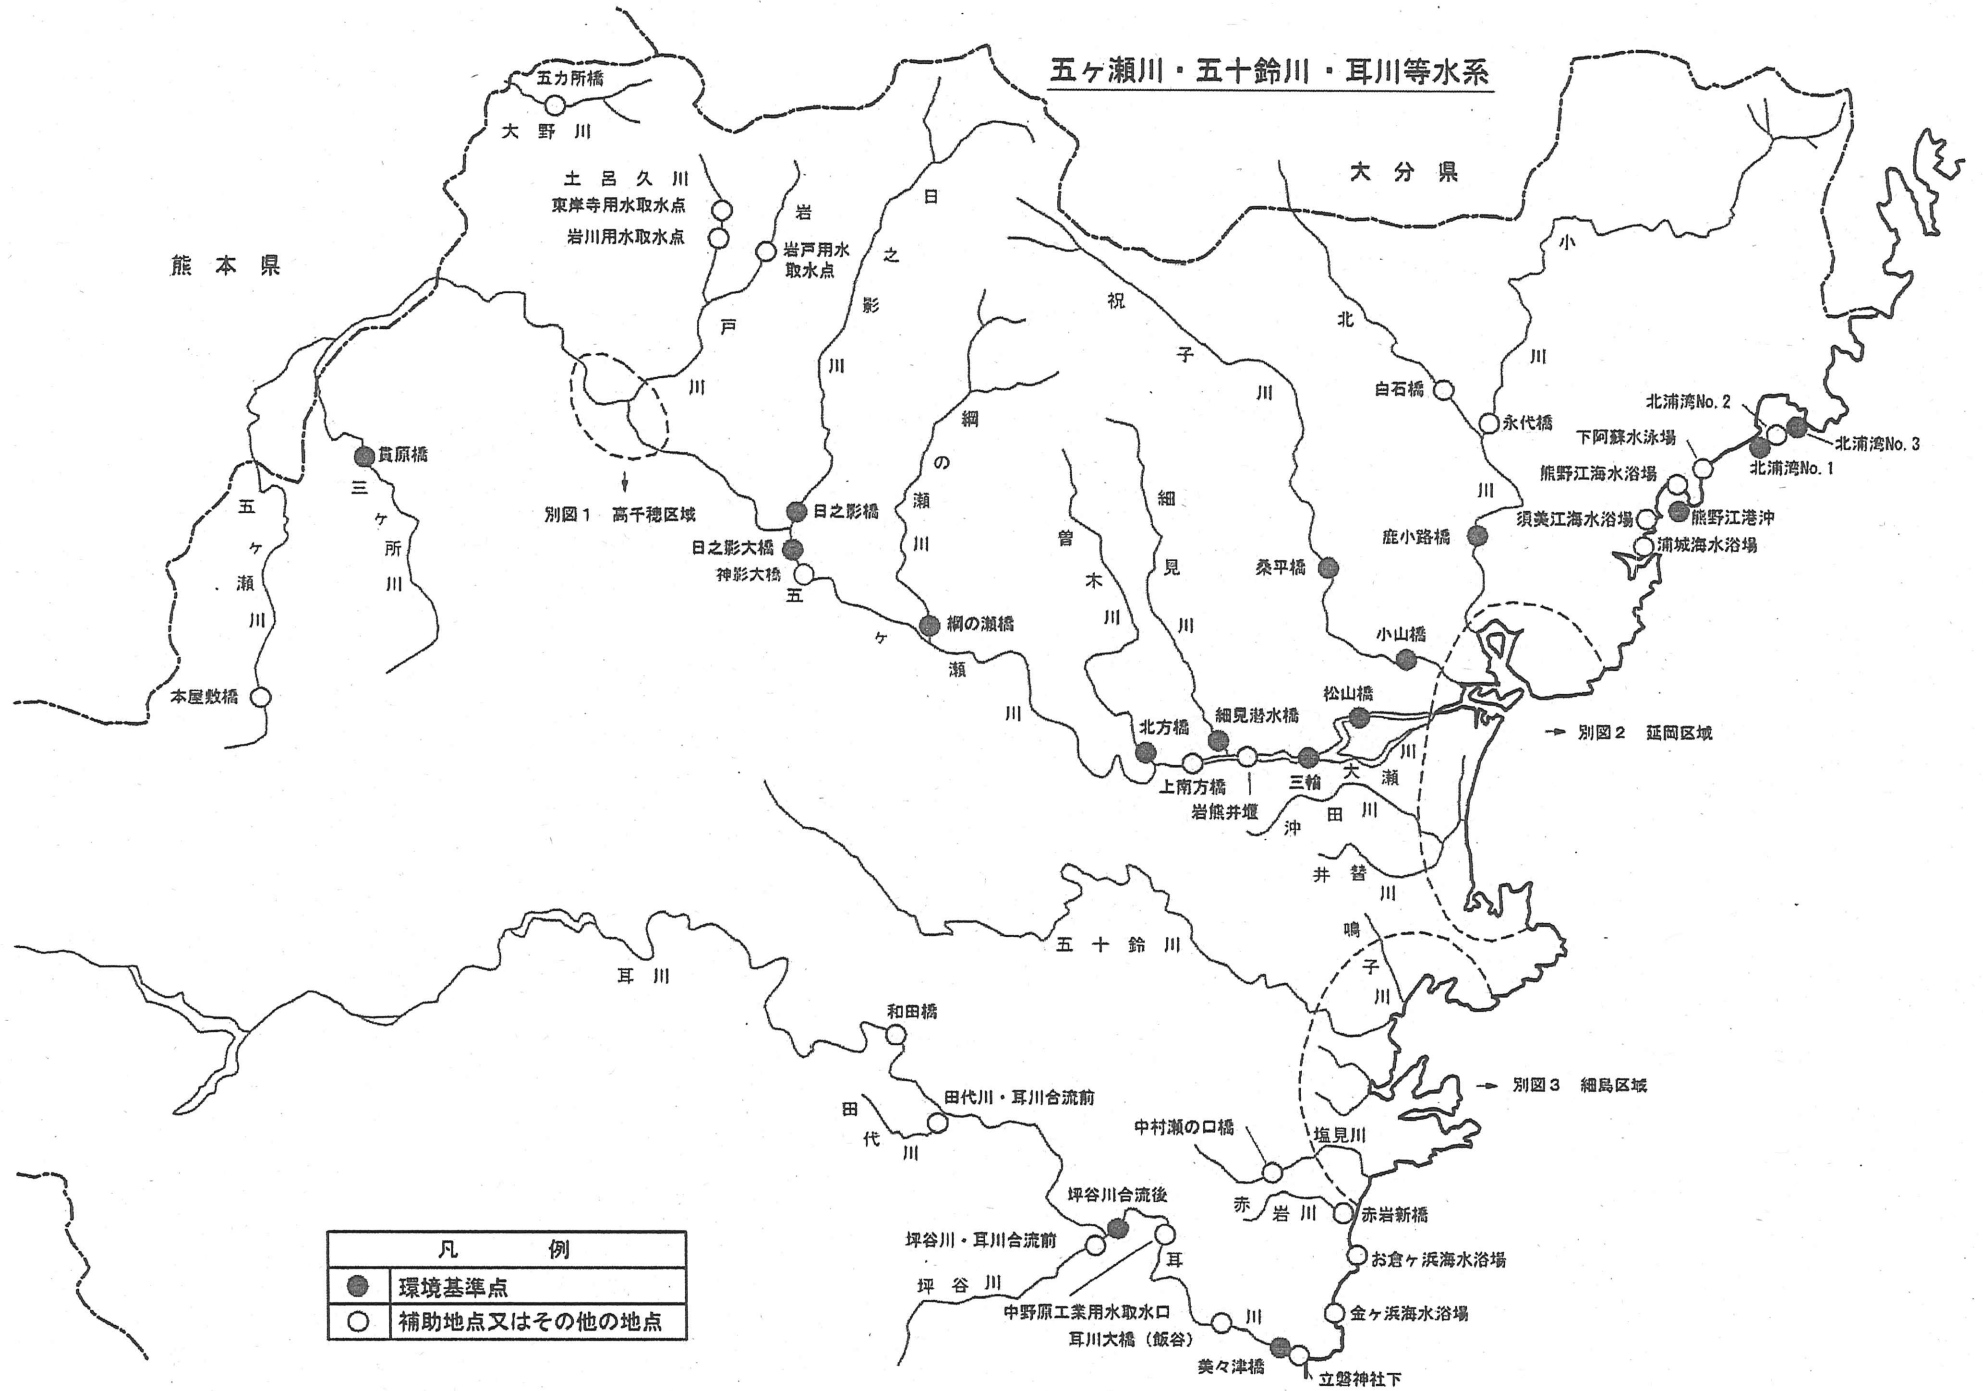 五ヶ瀬川・五十鈴川・耳川等水系
五カ所橋
大野川
土呂久川
東岸寺用水取水点
岩川用水取水点
岩戸用水
取水点
岩戸川
日之影川
大分県
熊本県
小川
北川
祝子川
綱の瀬川
白石橋
永代橋
北浦湾No.2
下阿蘇水泳場
北浦湾No.3
北浦湾No.1
熊野江海水浴場
須美江海水浴場
熊野江港沖
浦城海水浴場
貫原橋
三ヶ所川
五ヶ瀬川
本屋敷橋
別図1 高千穂区域
日之影橋
日之影大橋
神影大橋
五ヶ瀬川
綱の瀬橋
曽木川
細見川
桑平橋
鹿小路橋
小山橋
松山橋
北方橋
細見潜水橋
上南方橋
岩熊井堰
三輪
大瀬川
沖田川
井替川
別図2 延岡区域
五十鈴川
鳴子川
耳川
和田橋
田代川・耳川合流前
田代川
別図3 細島区域
中村瀬の口橋
塩見川
赤岩川
赤岩新橋
坪谷川合流後
坪谷川・耳川合流前
坪谷川
耳川
お倉ヶ浜海水浴場
金ヶ浜海水浴場
中野原工業用水取水口
耳川大橋(飯谷)
美々津橋
立磐神社下
凡例
環境基準点
補助地点又はその他の地点